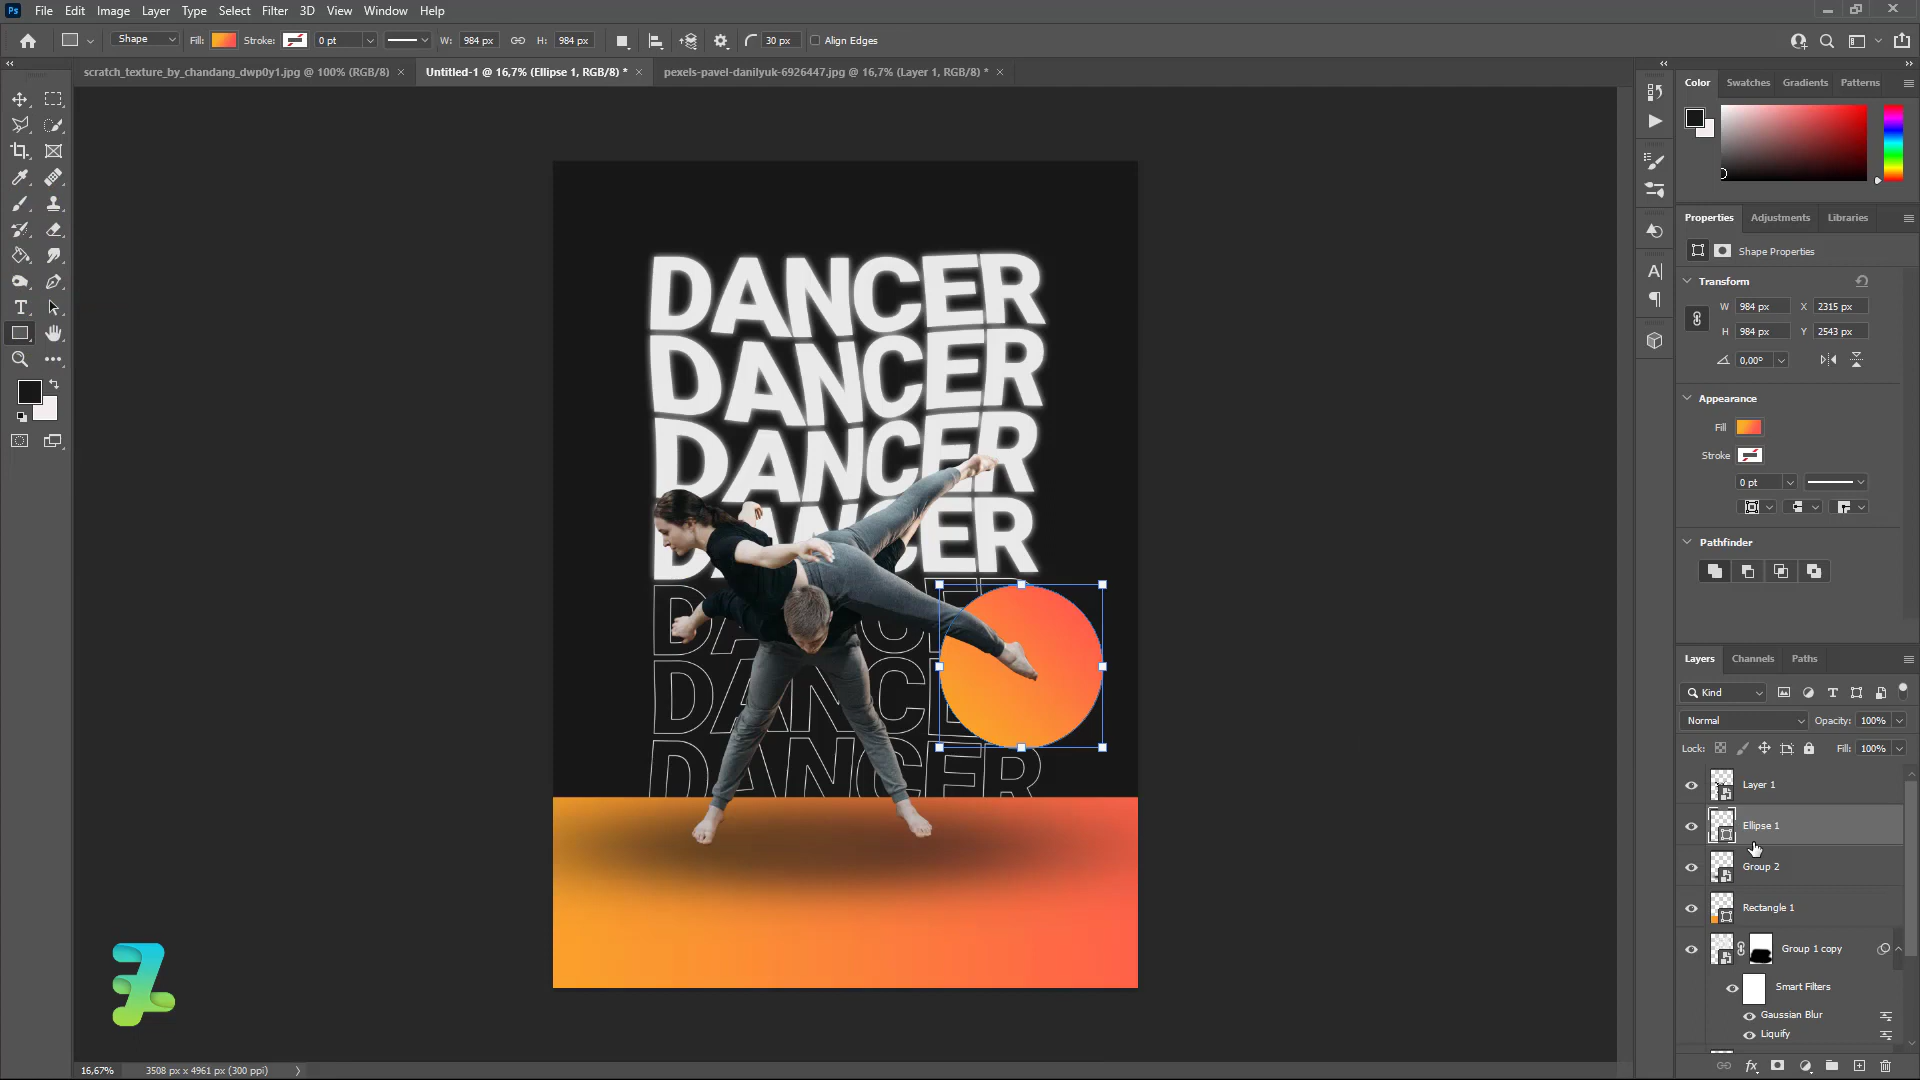 Ps File Edit Image Layer Type Select Filter 3D View Window Help
Shape Fill: Stroke: 0 pt W: 984 px H: 984 px 30 px Align Edges
scratch_texture_by_chandang_dwp0y1.jpg @ 100% (RGB/8) × Untitled-1 @ 16,7% (Ellipse 1, RGB/8) * × pexels-pavel-danilyuk-6926447.jpg @ 16,7% (Layer 1, RGB/8) * ×
Color Swatches Gradients Patterns
Properties Adjustments Libraries
Shape Properties
Transform
W 984 px X 2315 px
H 984 px Y 2543 px
0,00°
Appearance
Fill
Stroke
0 pt
Pathfinder
DANCER
DANCER
DANCER
DANCER
DANCER
DANCER
DANCER
Layers Channels Paths
Kind
Normal Opacity: 100%
Lock: Fill: 100%
Layer 1
Ellipse 1
Group 2
Rectangle 1
Group 1 copy
Smart Filters
Gaussian Blur
Liquify
16,67% 3508 px x 4961 px (300 ppi)